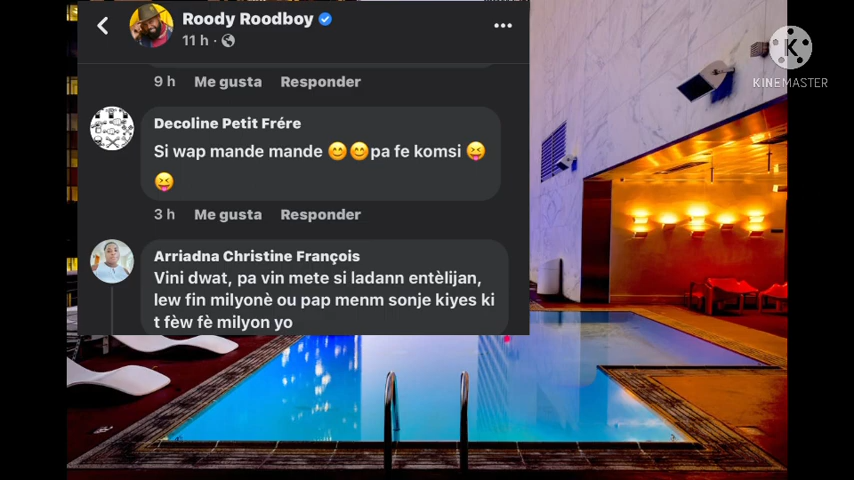 Roody Roodboy
11 h ·
9 h Me gusta Responder
Decoline Petit Frére
Si wap mande mande 😊😊pa fe komsi 😝
😝
3 h Me gusta Responder
Arriadna Christine François
Vini dwat, pa vin mete si ladann entèlijan,
lew fin milyonè ou pap menm sonje kiyes ki
t fèw fè milyon yo
K
KINEMASTER